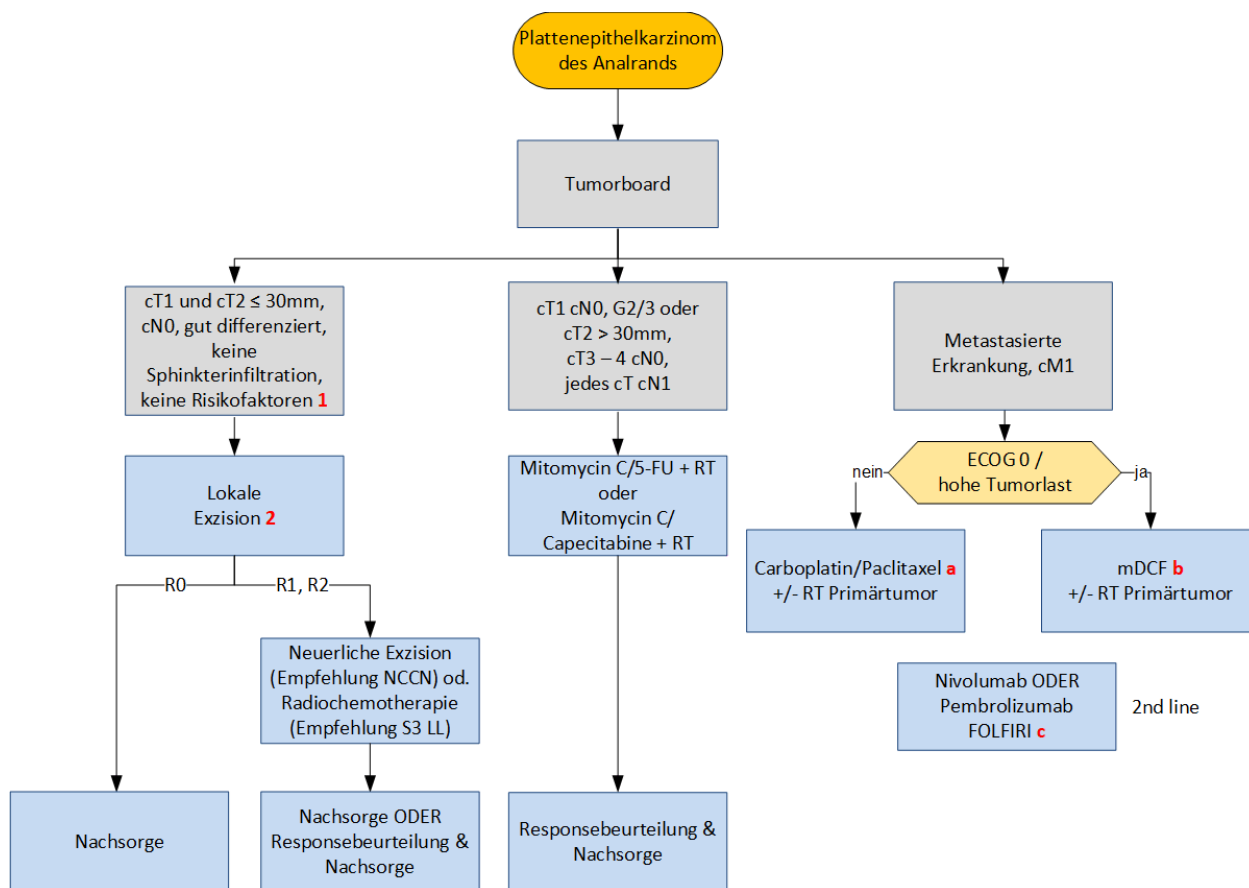 Plattenepithelkarzinom
des Analrands
Tumorboard
cT1 und cT2 ≤ 30mm,
cN0, gut differenziert,
keine
Sphinkterinfiltration,
keine Risikofaktoren 1
cT1 cN0, G2/3 oder
cT2 > 30mm,
cT3 – 4 cN0,
jedes cT cN1
Metastasierte
Erkrankung, cM1
Lokale
Exzision 2
Mitomycin C/5-FU + RT
oder
Mitomycin C/
Capecitabine + RT
nein
ECOG 0 /
hohe Tumorlast
ja
Carboplatin/Paclitaxel a
+/- RT Primärtumor
mDCF b
+/- RT Primärtumor
R0
R1, R2
Neuerliche Exzision
(Empfehlung NCCN) od.
Radiochemotherapie
(Empfehlung S3 LL)
Nivolumab ODER
Pembrolizumab
FOLFIRI c
2nd line
Nachsorge
Nachsorge ODER
Responsebeurteilung &
Nachsorge
Responsebeurteilung &
Nachsorge